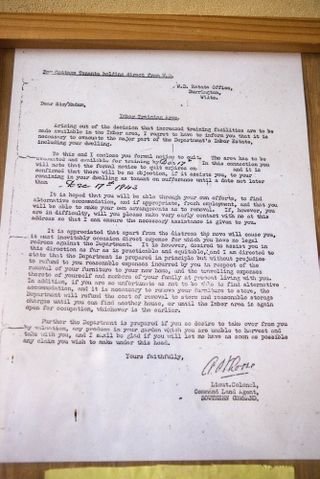 For Cottage Tenants holding direct from W.D.
W.D. Estate Office,
Durrington,
Wilts.
Dear Sir/Madam,
Imber Training Area.
Arising out of the decision that increased training facilities are to be
made available in the Imber Area, I regret to have to inform you that it is
necessary to evacuate the major part of the Department's Imber Estate,
including your dwelling.
To this end I enclose you formal notice to quit. The area has to be
evacuated and available for training by Dec. 17th In this connection you
will note that the formal notice to quit expires on and it is
confirmed that there will be no objection, if it assists you, to your
remaining in your dwelling as tenant on sufferance until a date not later
than Dec. 17th 1943
It is hoped that you will be able through your own efforts, to find
alternative accommodation, and if appropriate, fresh employment, and that you
will be able to make your own arrangements as to removal. If, however, you
are in difficulty, will you please make very early contact with me at this
address so that I can ensure the necessary assistance is given to you.
It is appreciated that apart from the distress the move will cause you,
it must inevitably occasion direct expense for which you have no legal
redress against the Department. It is however, desired to assist you in
this direction as far as is practicable and equitable, and I am directed to
state that the Department is prepared in principle but without prejudice
to refund to you reasonable expenses incurred by you in respect of the
removal of your furniture to your new home, and the travelling expenses
thereto of yourself and members of your family at present living with you.
In addition, if you are so unfortunate as not to be able to find alternative
accommodation, and it is necessary to remove your furniture to store, the
Department will refund the cost of removal to store and reasonable storage
charges until you can find another house, or until the Imber area is again
open for occupation, whichever is the earlier.
Further the Department is prepared if you so desire to take over from you
by valuation, any produce in your garden which you are unable to harvest and
take with you, and I shall be glad if you will let me have as soon as possible
any claim you wish to make under this head.
Yours faithfully,
Lieut.Colonel,
Command Land Agent,
SOUTHERN COMMAND.